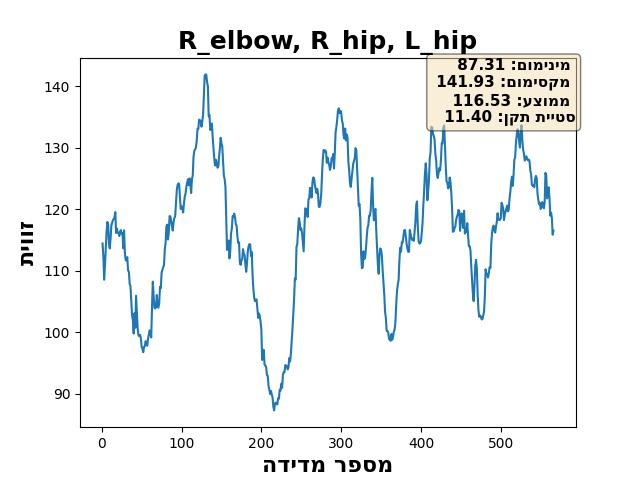 R_elbow, R_hip, L_hip
מינימום: 87.31
מקסימום: 141.93
ממוצע: 116.53
סטיית תקן: 11.40
140
130
120
110
100
90
זווית
0 100 200 300 400 500
מספר מדידה